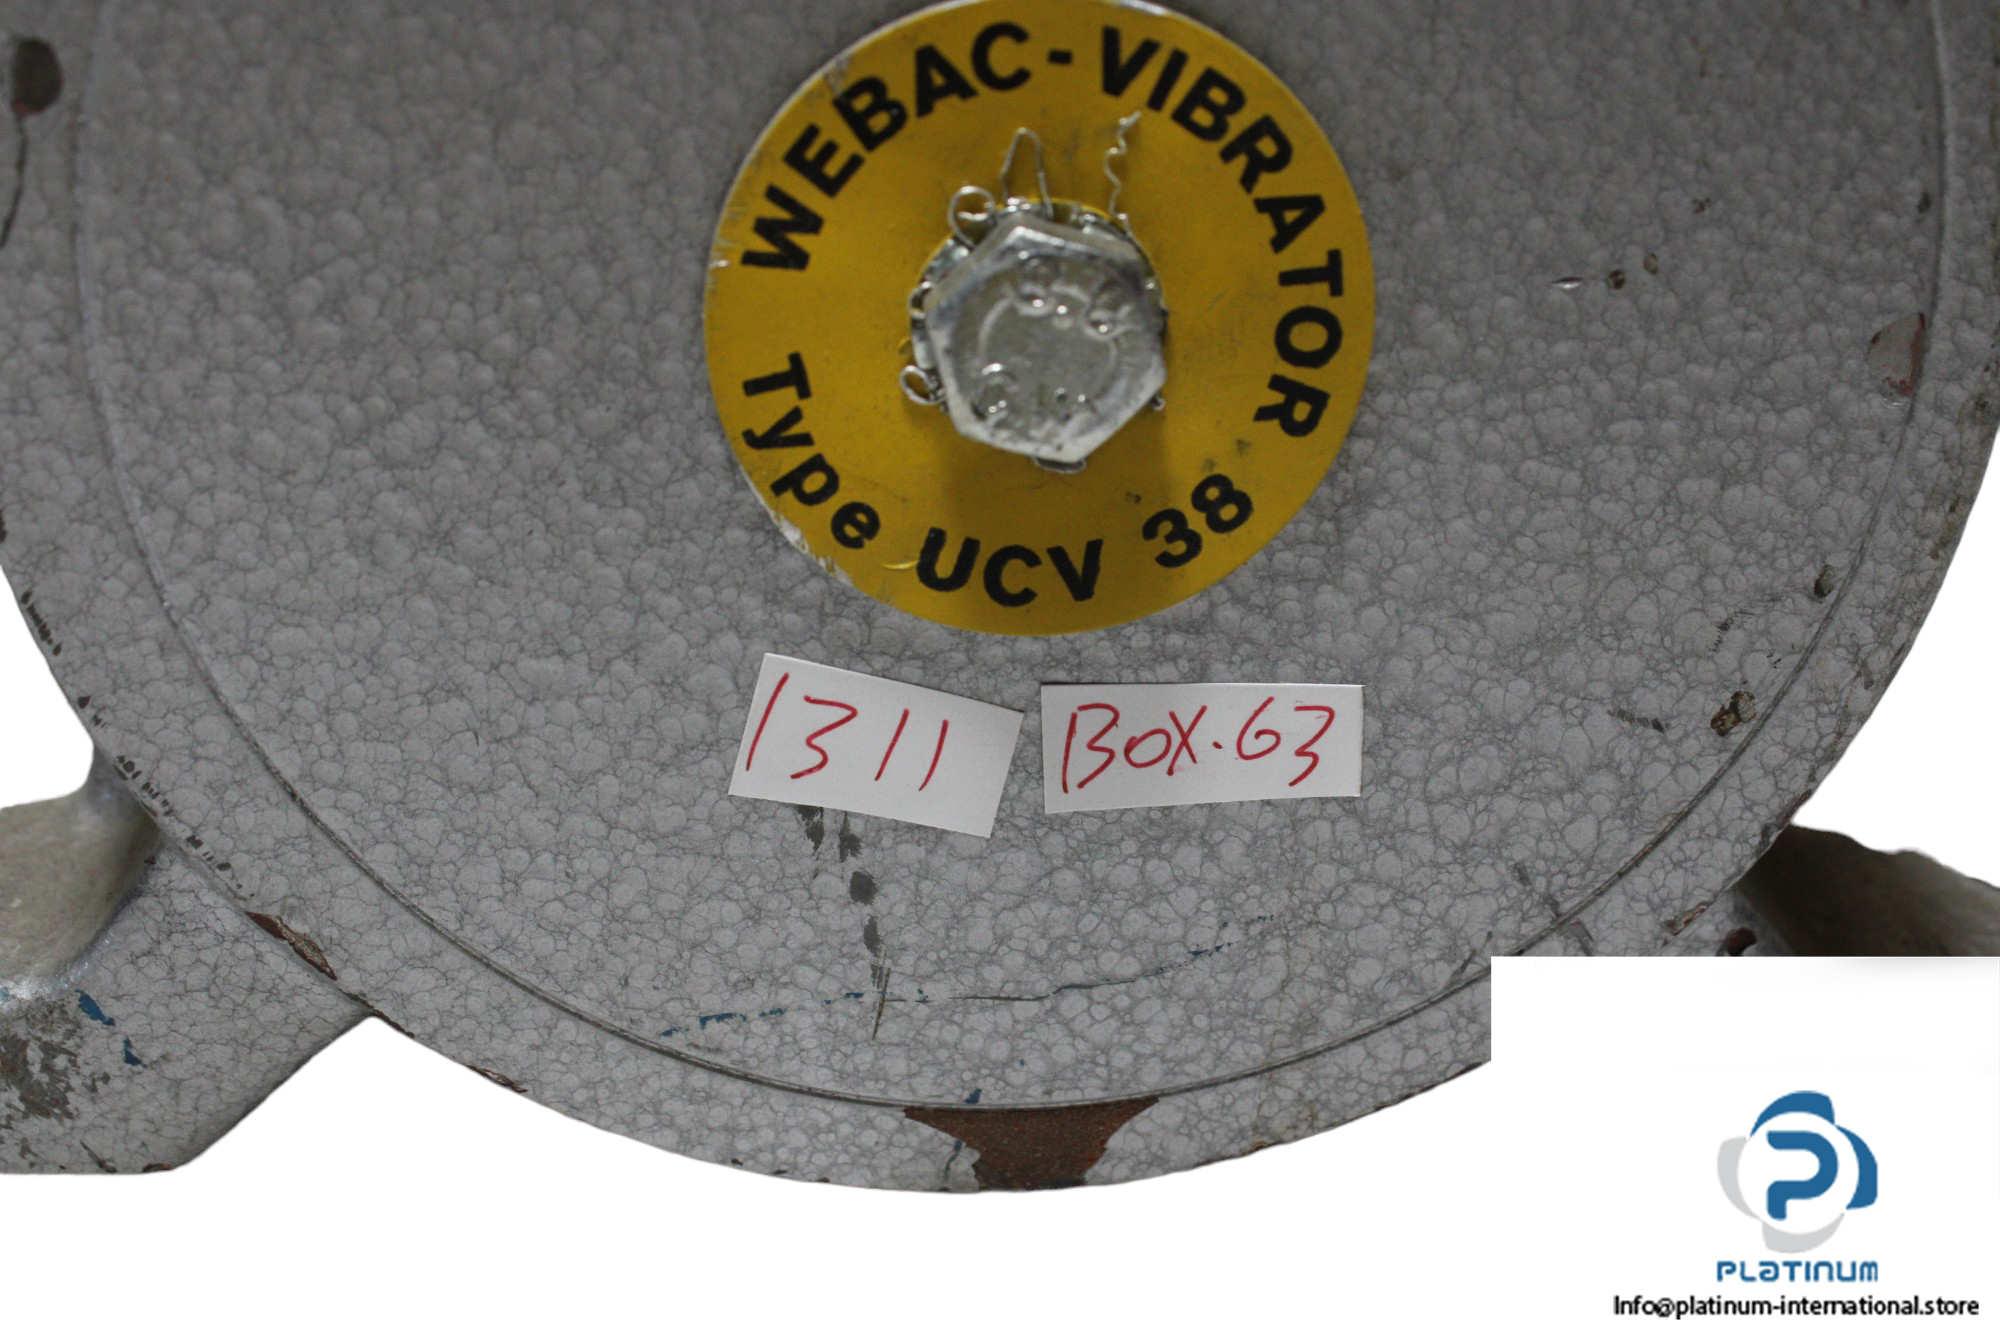 WEBAC-VIBRATOR
Type UCV 38
1311
BOX.63
PLATINUM
Info@platinum-international.store